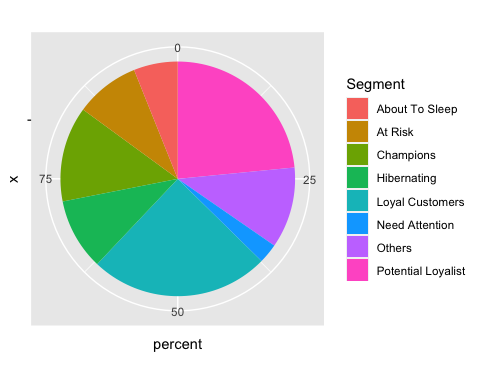 0
25
50
75
x
percent
Segment
About To Sleep
At Risk
Champions
Hibernating
Loyal Customers
Need Attention
Others
Potential Loyalist